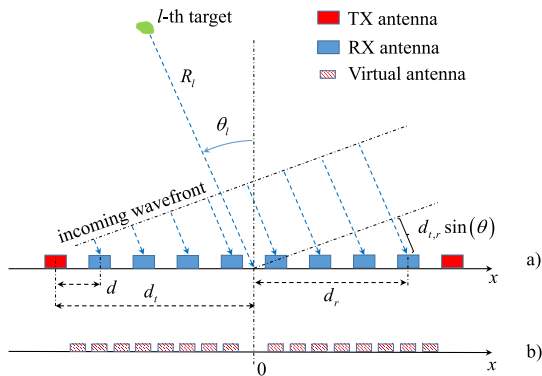 l-th target
TX antenna
RX antenna
Virtual antenna
R_l
θ_l
incoming wavefront
d_{t,r} sin(θ)
a)
d
d_t
d_r
x
b)
0
x